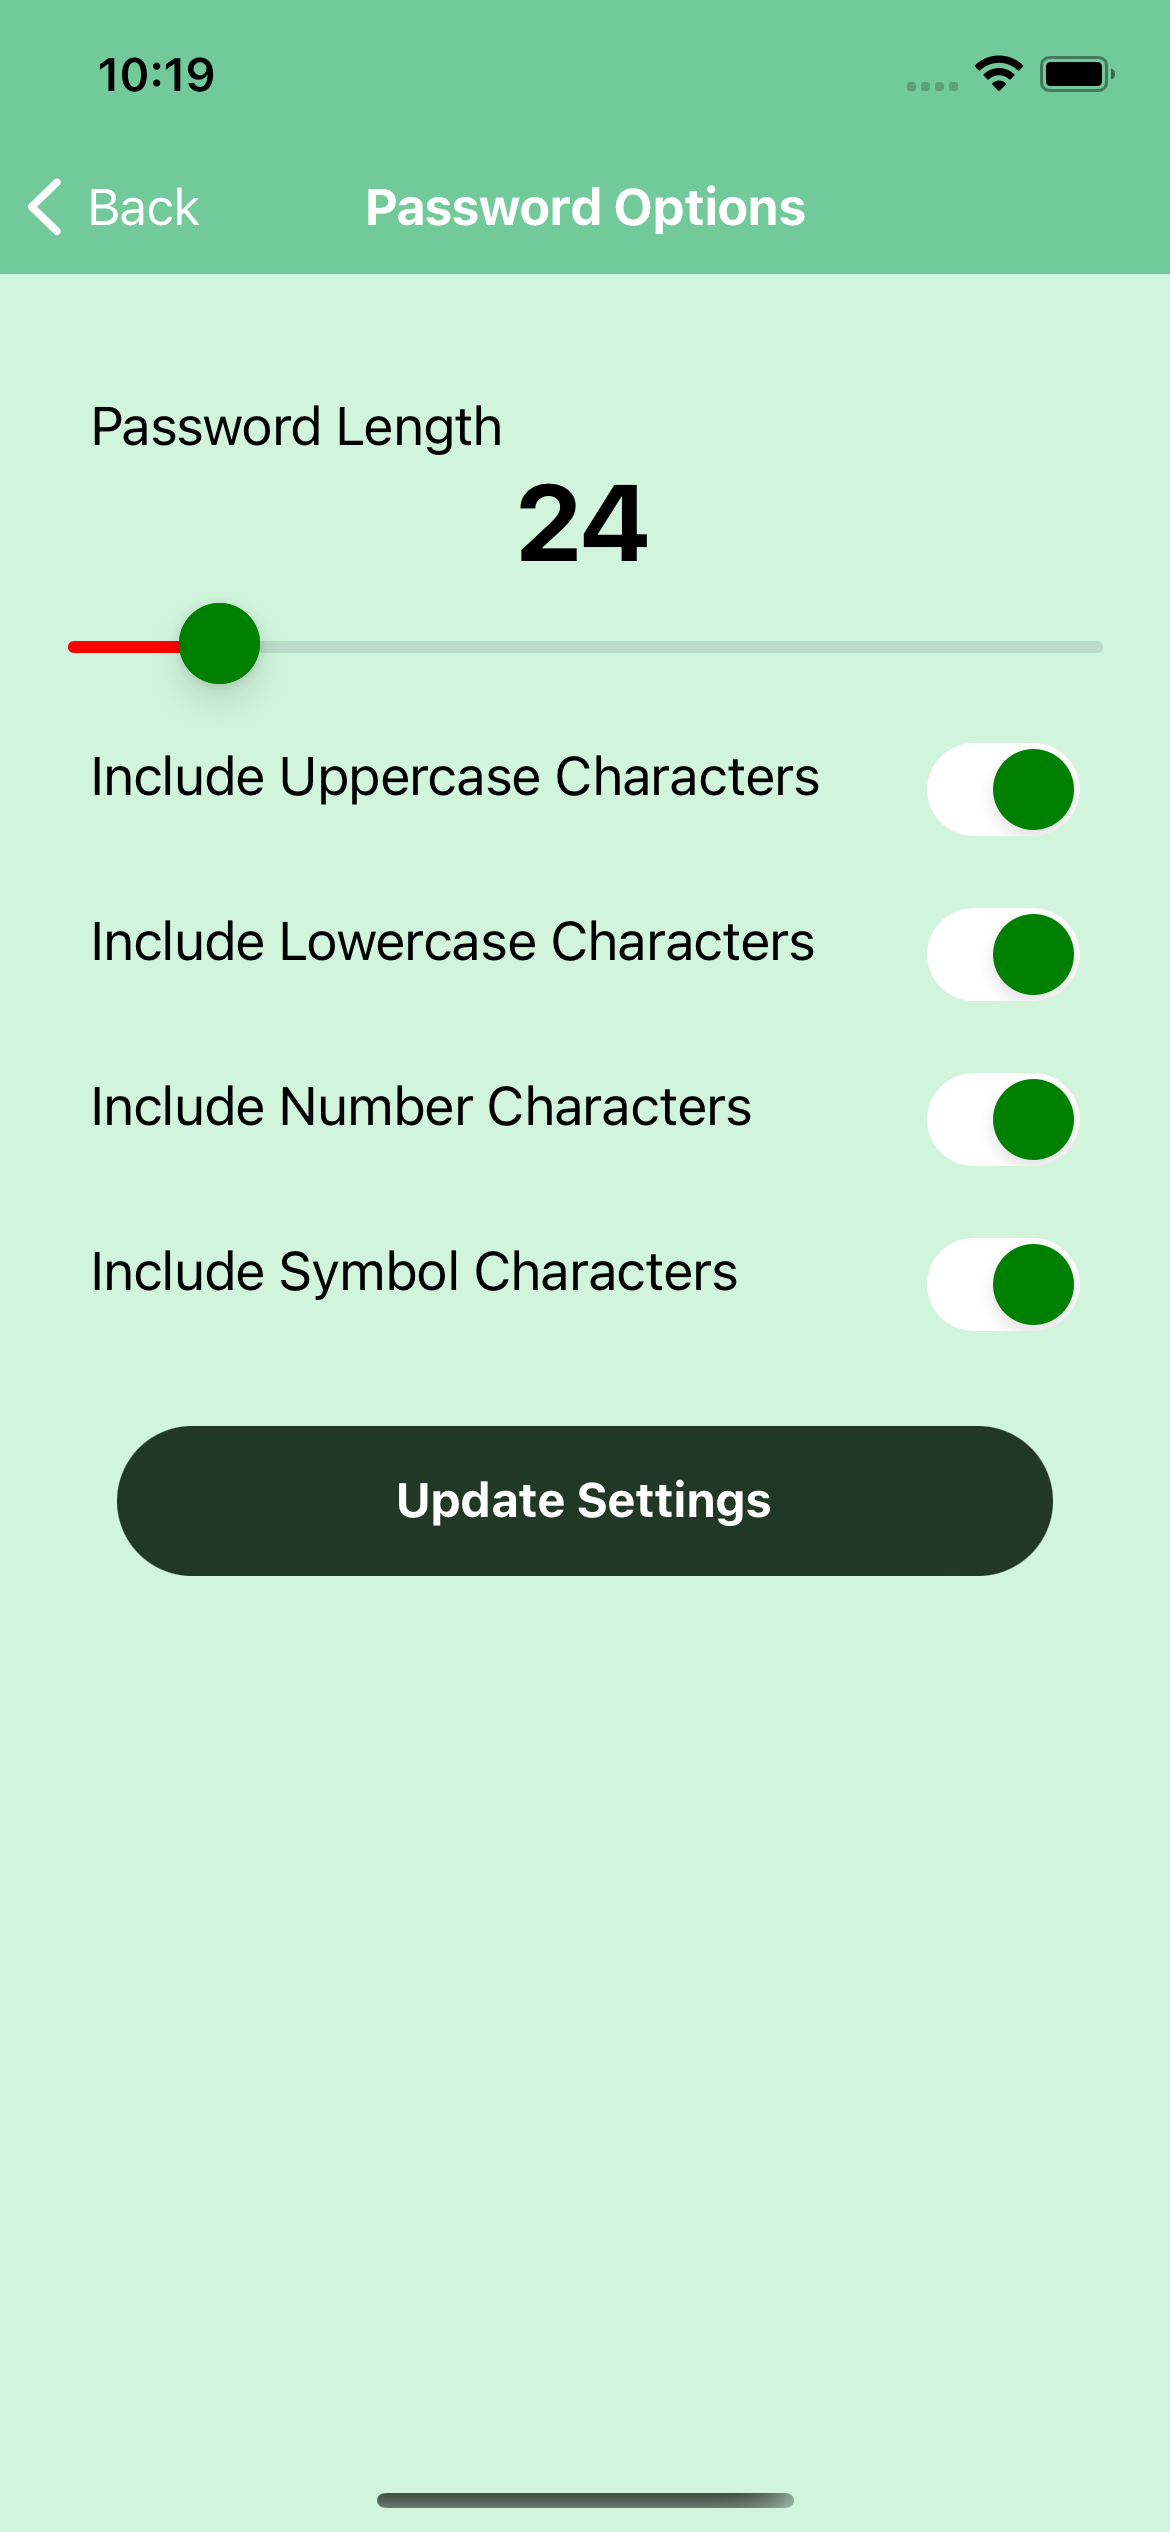 10:19
Back
Password Options
Password Length
24
Include Uppercase Characters
Include Lowercase Characters
Include Number Characters
Include Symbol Characters
Update Settings